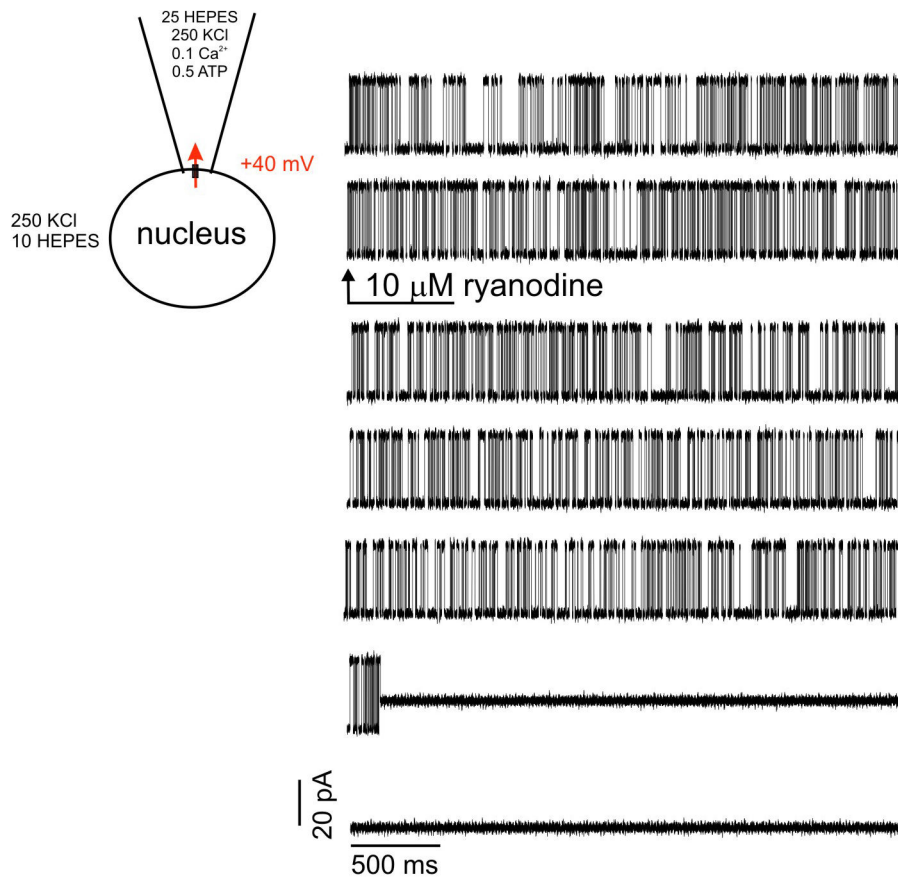 25 HEPES
250 KCl
0.1 Ca²⁺
0.5 ATP
+40 mV
250 KCl
10 HEPES
nucleus
10 μM ryanodine
20 pA
500 ms